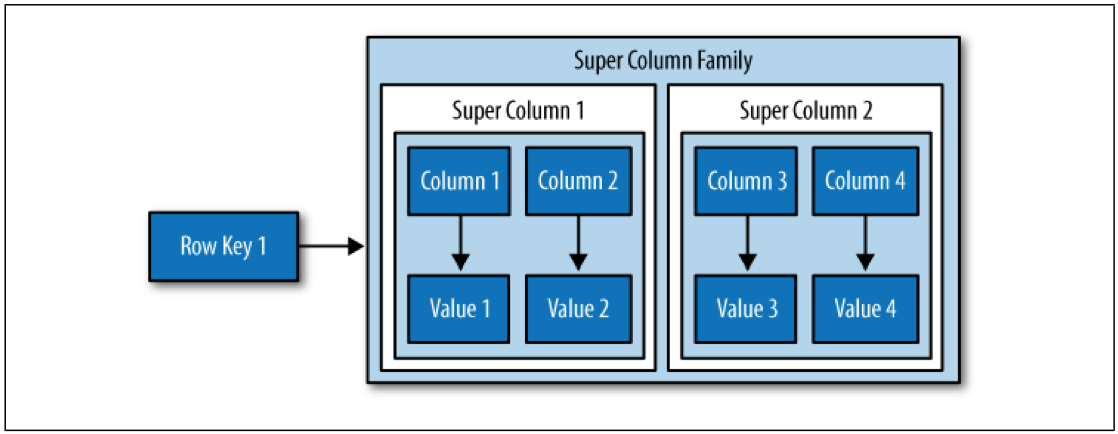 Super Column Family
Super Column 1
Super Column 2
Column 1
Column 2
Column 3
Column 4
Row Key 1
Value 1
Value 2
Value 3
Value 4